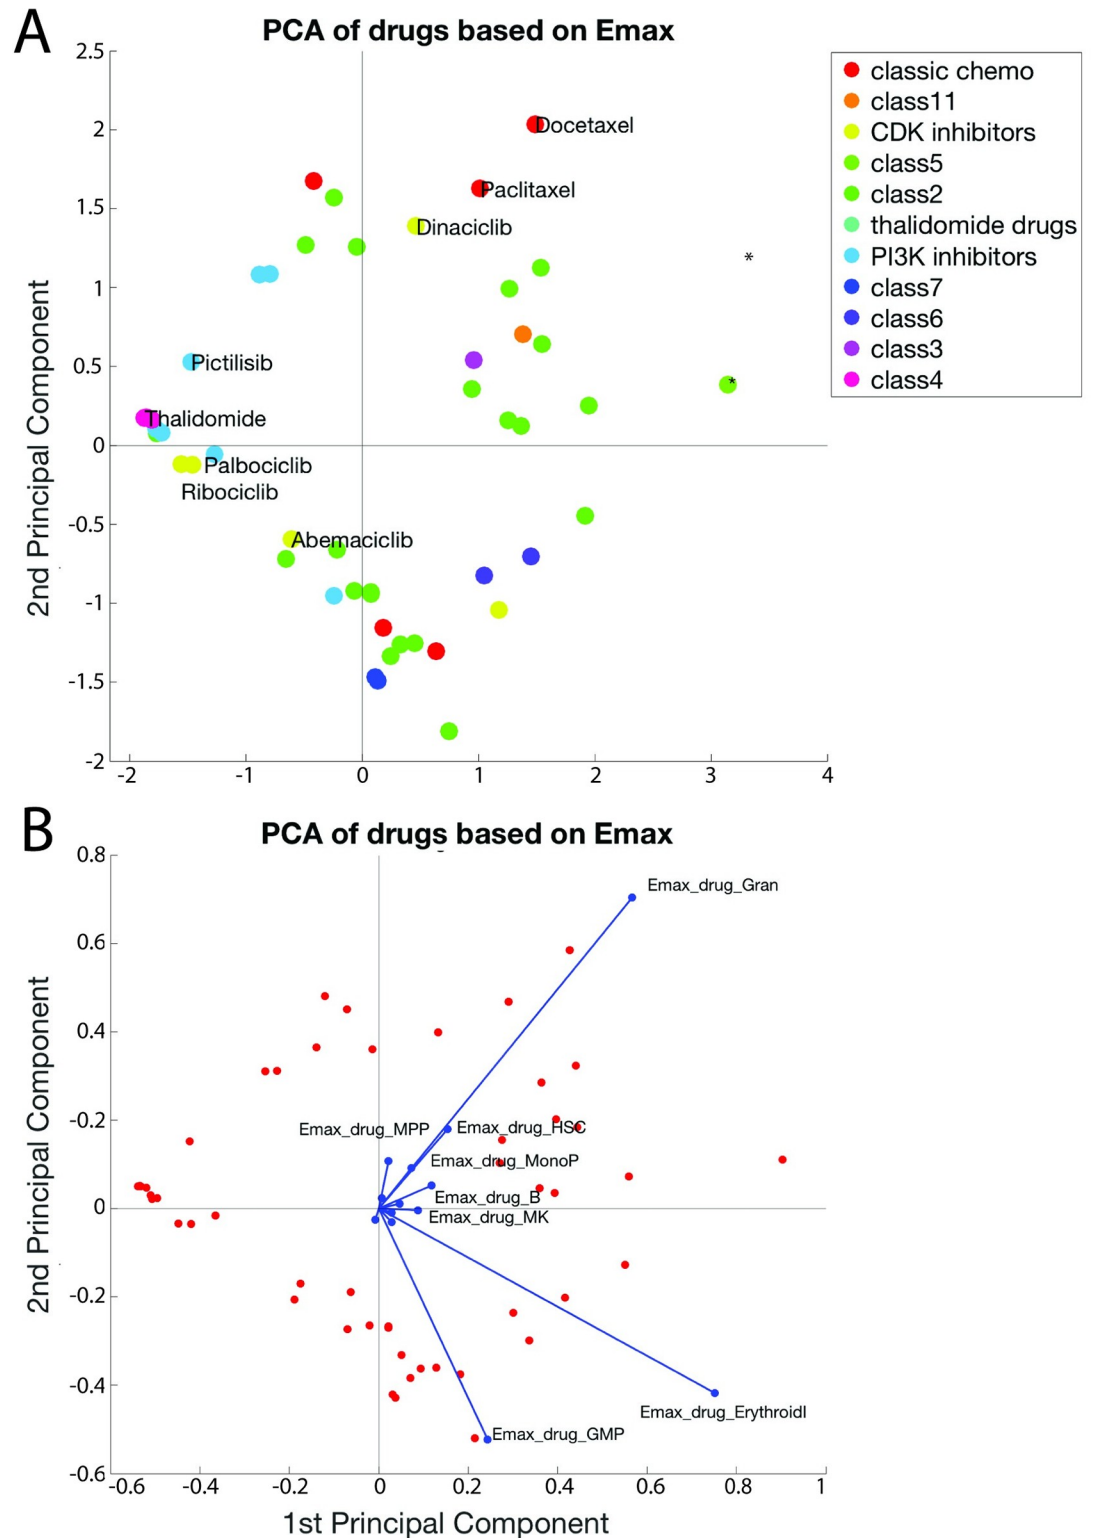 A
PCA of drugs based on Emax
2.5
2
1.5
1
0.5
0
-0.5
-1
-1.5
-2
2nd Principal Component
-2
-1
0
1
2
3
4
Docetaxel
Paclitaxel
Dinaciclib
*
Pictilisib
*
Thalidomide
Palbociclib
Ribociclib
Abemaciclib
classic chemo
class11
CDK inhibitors
class5
class2
thalidomide drugs
PI3K inhibitors
class7
class6
class3
class4
B
PCA of drugs based on Emax
0.8
0.6
0.4
-0.2
0
-0.2
-0.4
-0.6
2nd Principal Component
-0.6
-0.4
-0.2
0
0.2
0.4
0.6
0.8
1
1st Principal Component
Emax_drug_Gran
Emax_drug_MPP
Emax_drug_HSC
Emax_drug_MonoP
Emax_drug_B
Emax_drug_MK
Emax_drug_ErythroidI
Emax_drug_GMP